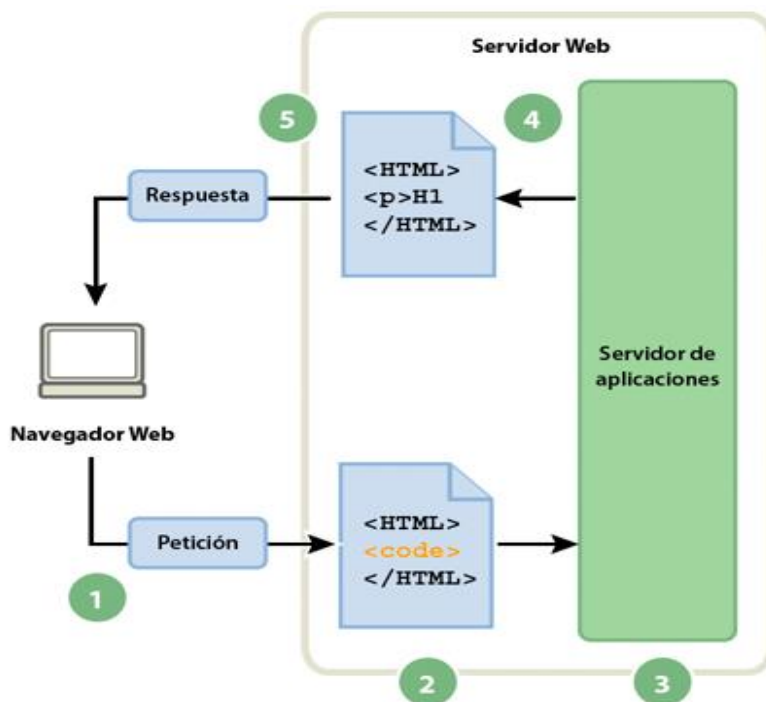 Servidor Web
5
4
<HTML>
<p>H1
</HTML>
Respuesta
Servidor de
aplicaciones
Navegador Web
<HTML>
<code>
</HTML>
Petición
1
2
3